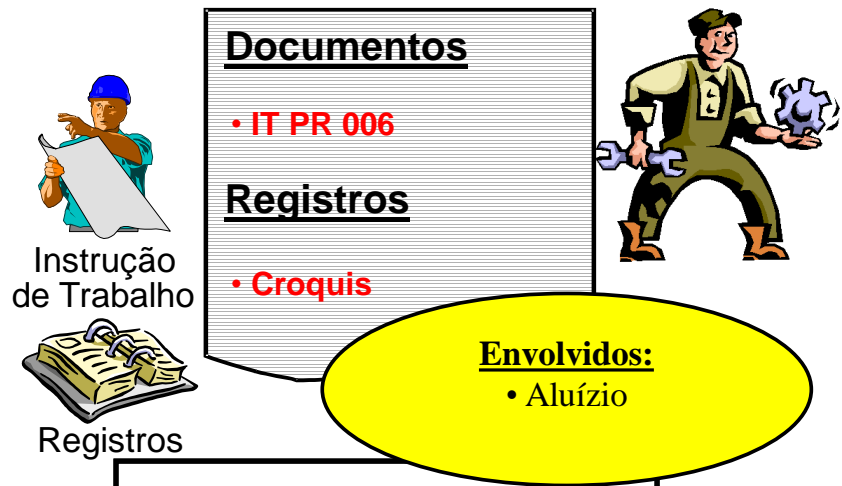 Documentos
• IT PR 006
Registros
• Croquis
Instrução
de Trabalho
Registros
Envolvidos:
• Aluízio